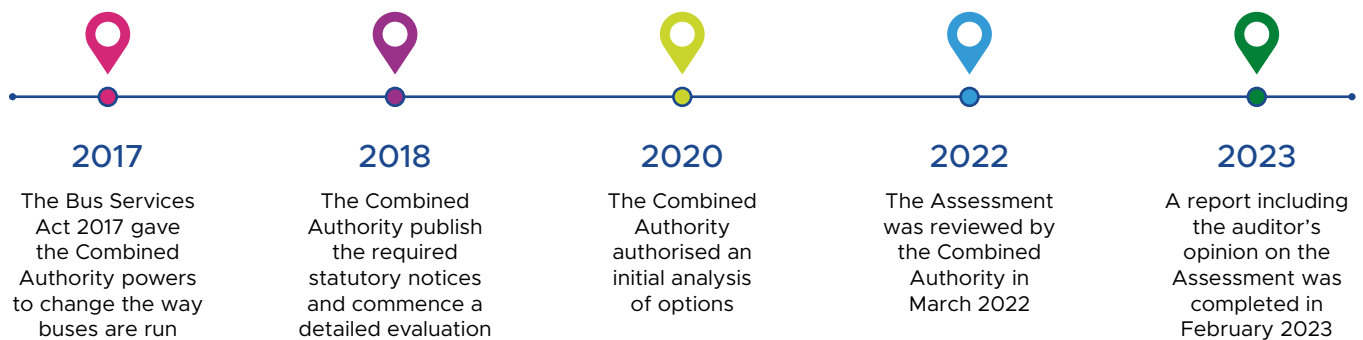 2017
The Bus Services
Act 2017 gave
the Combined
Authority powers
to change the way
buses are run
2018
The Combined
Authority publish
the required
statutory notices
and commence a
detailed evaluation
2020
The Combined
Authority
authorised an
initial analysis
of options
2022
The Assessment
was reviewed by
the Combined
Authority in
March 2022
2023
A report including
the auditor’s
opinion on the
Assessment was
completed in
February 2023